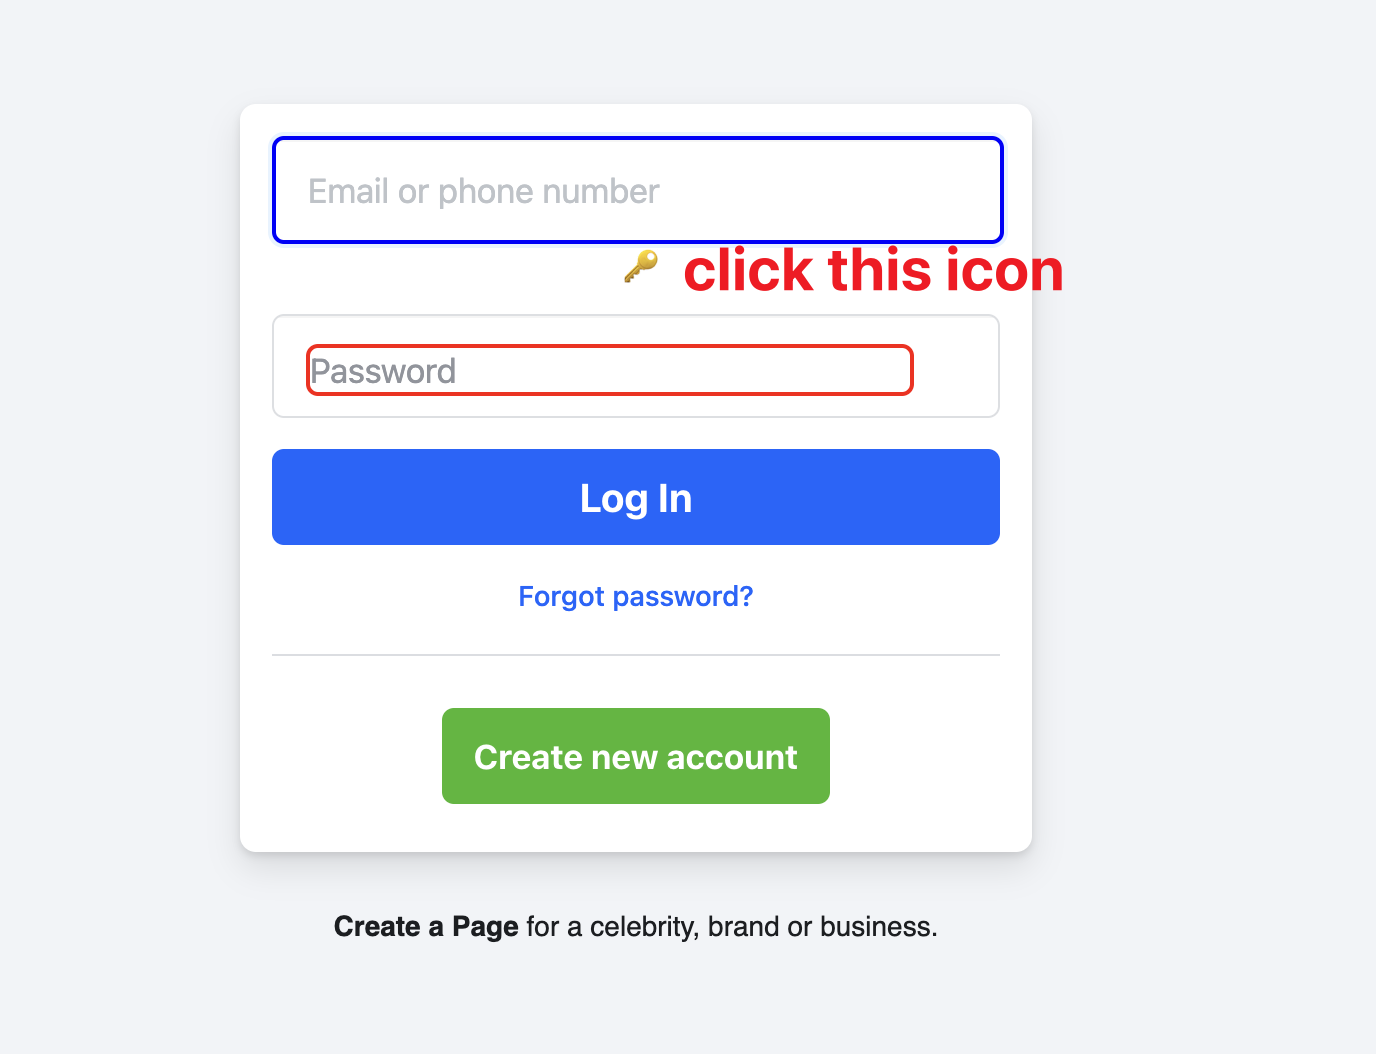 Email or phone number
click this icon
Password
Log In
Forgot password?
Create new account
Create a Page for a celebrity, brand or business.